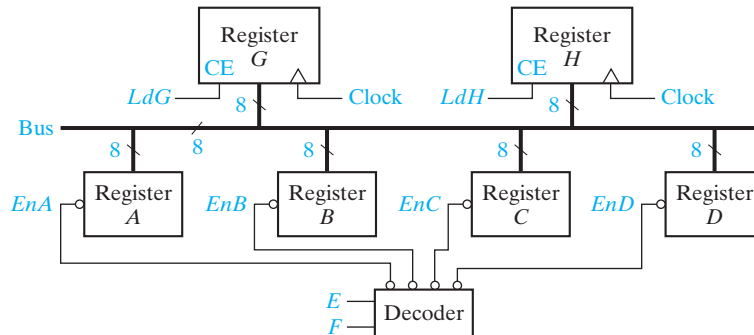 Register
G
CE
Register
H
CE
LdG
8
Clock
LdH
8
Clock
Bus
8
8
8
8
8
EnA
Register
A
EnB
Register
B
EnC
Register
C
EnD
Register
D
E
F
Decoder